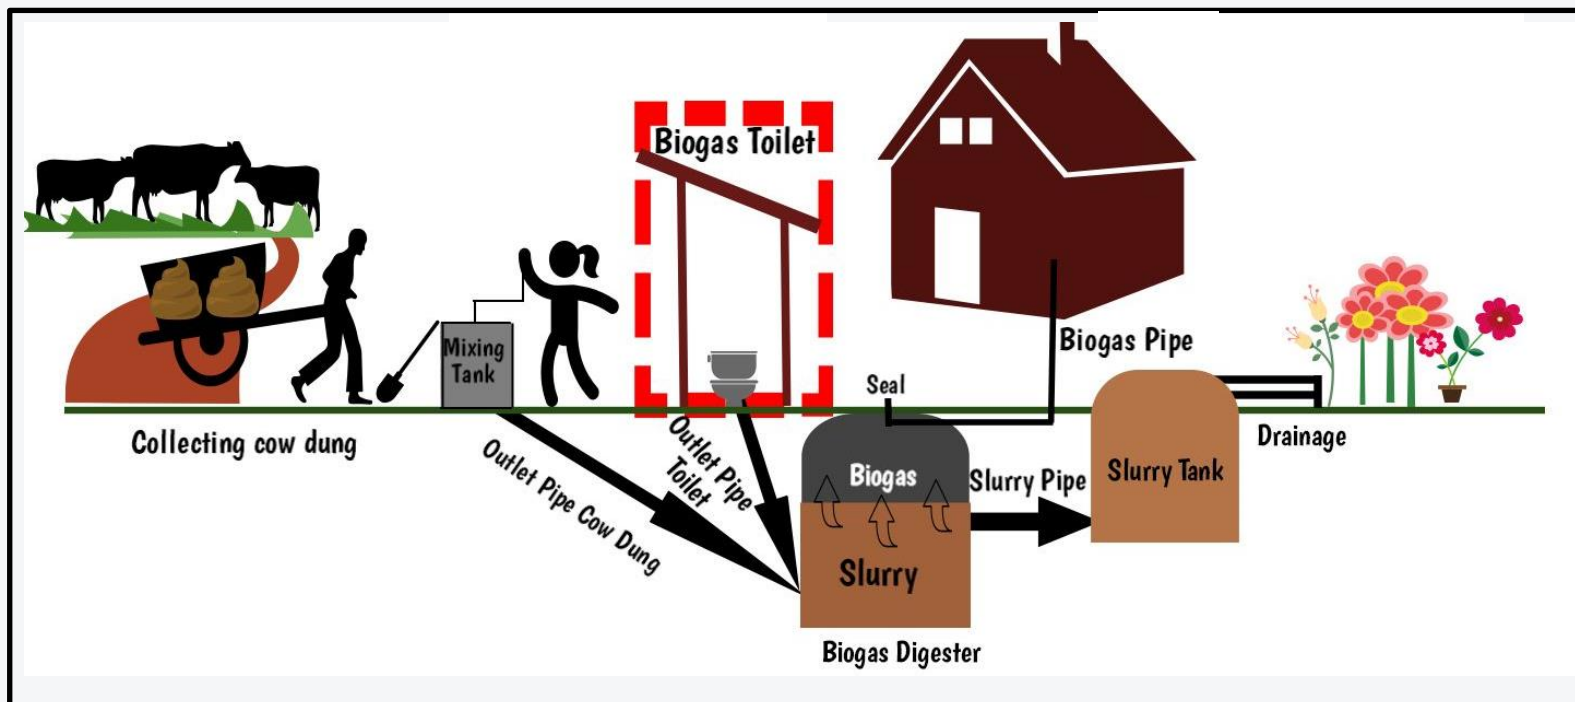 Biogas Toilet
Mixing
Tank
Biogas Pipe
Seal
Collecting cow dung
Outlet Pipe Cow Dung
Outlet Pipe
Toilet
Biogas
Slurry
Slurry Pipe
Slurry Tank
Drainage
Biogas Digester